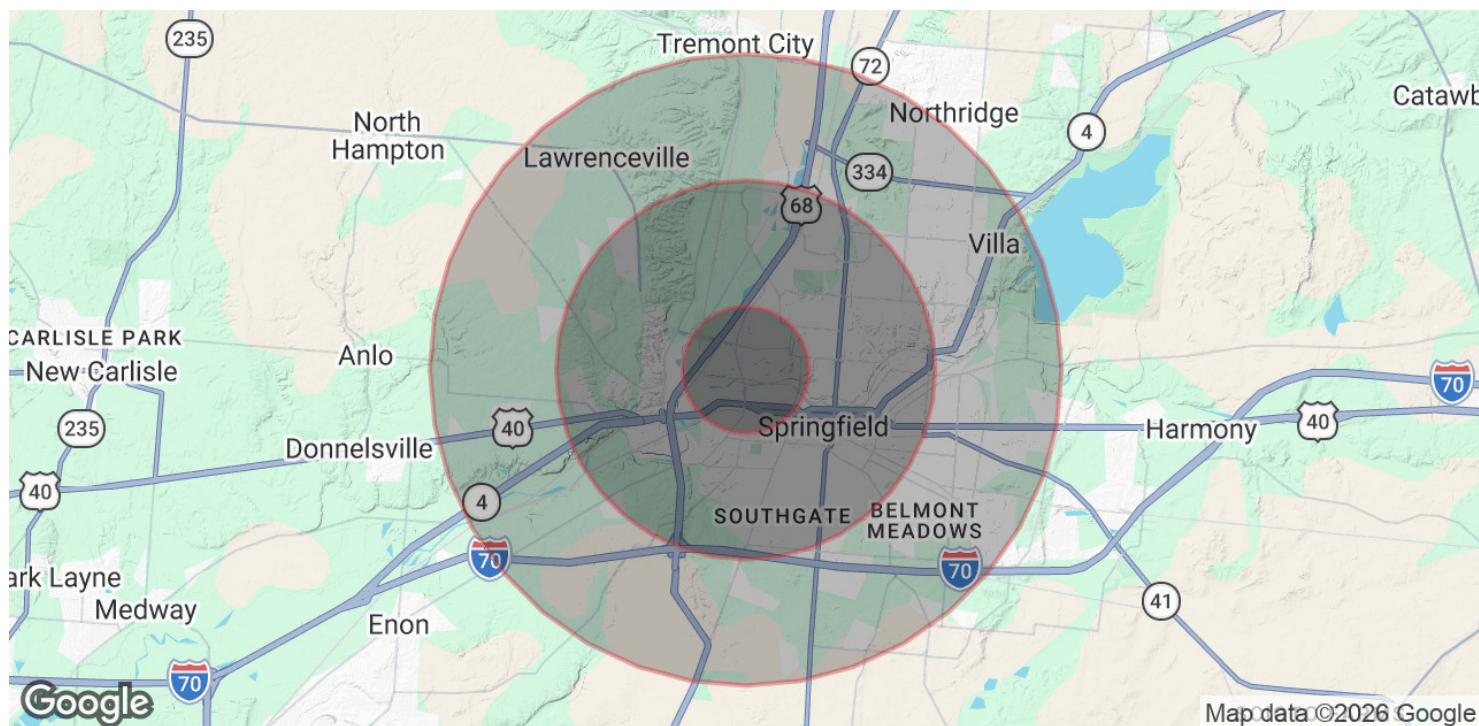 235
Tremont City
72
Northridge
Catawb
North
Hampton
4
Lawrenceville
334
68
Villa
CARLISLE PARK
New Carlisle
Anlo
70
235
40
Springfield
Harmony
40
Donnelsville
40
4
SOUTHGATE
BELMONT
MEADOWS
70
70
ark Layne
Medway
41
Enon
70
Google
Map data ©2026 Google